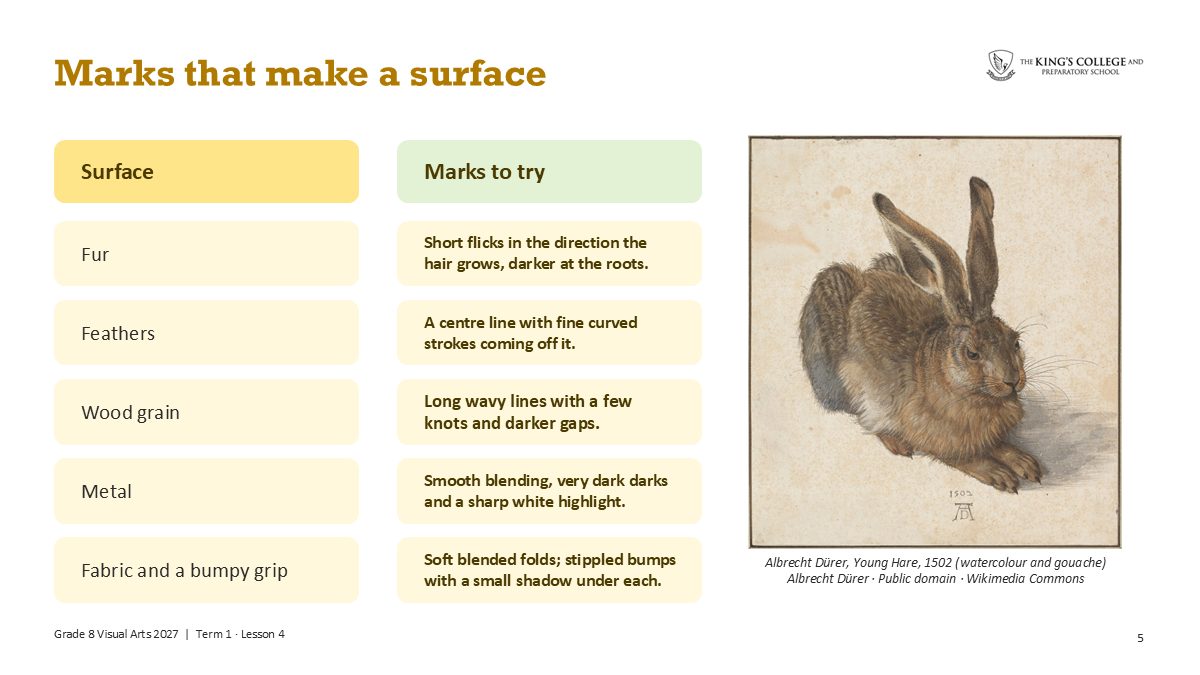 Marks that make a surface
THE KING'S COLLEGE AND
PREPARATORY SCHOOL
Surface
Marks to try
Fur
Short flicks in the direction the
hair grows, darker at the roots.
Feathers
A centre line with fine curved
strokes coming off it.
Wood grain
Long wavy lines with a few
knots and darker gaps.
Metal
Smooth blending, very dark darks
and a sharp white highlight.
Fabric and a bumpy grip
Soft blended folds; stippled bumps
with a small shadow under each.
1502
AD
Albrecht Dürer, Young Hare, 1502 (watercolour and gouache)
Albrecht Dürer · Public domain · Wikimedia Commons
Grade 8 Visual Arts 2027 | Term 1 · Lesson 4
5